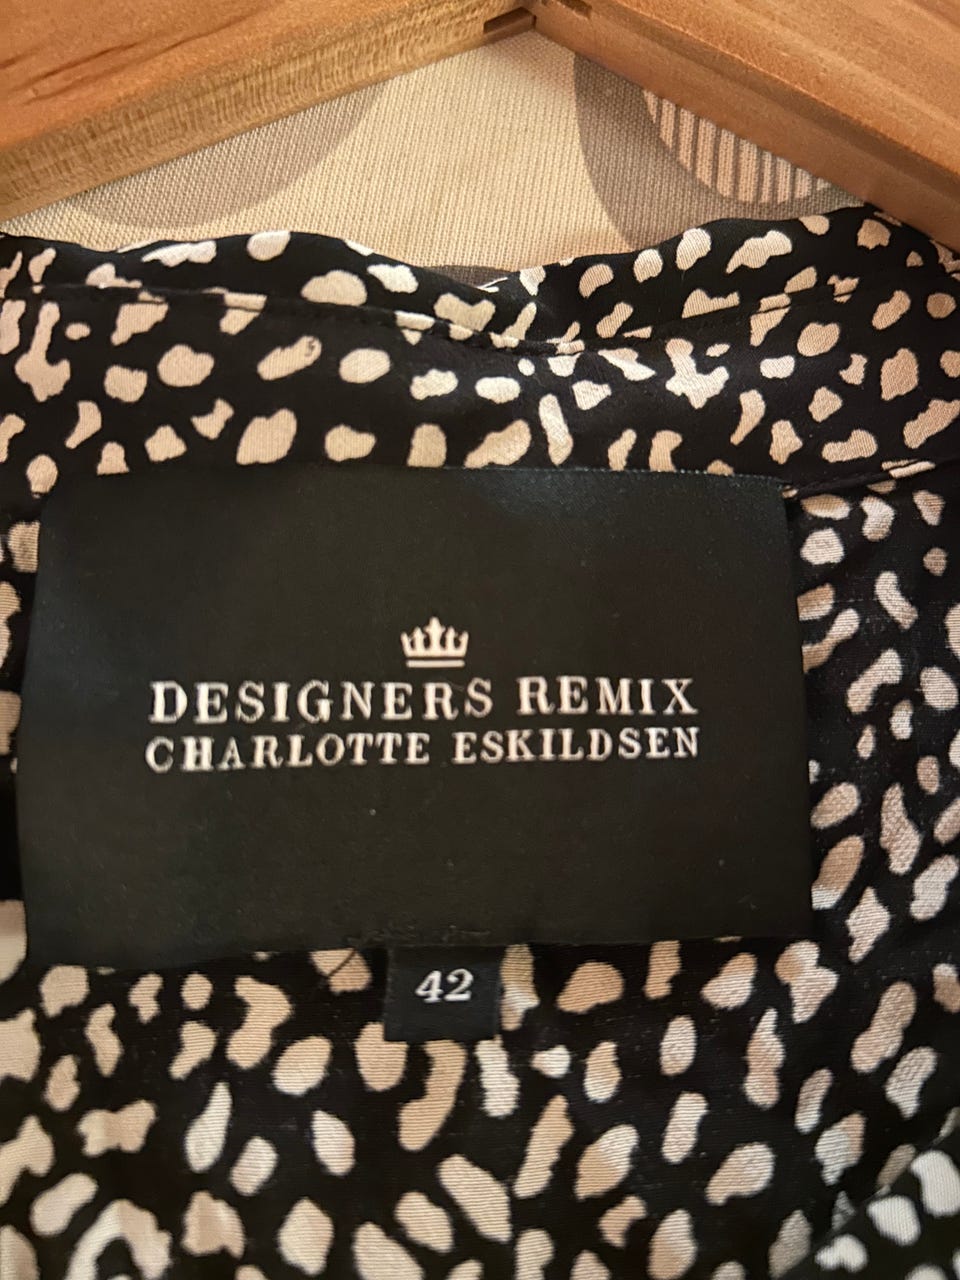 DESIGNERS REMIX
CHARLOTTE ESKILDSEN
42